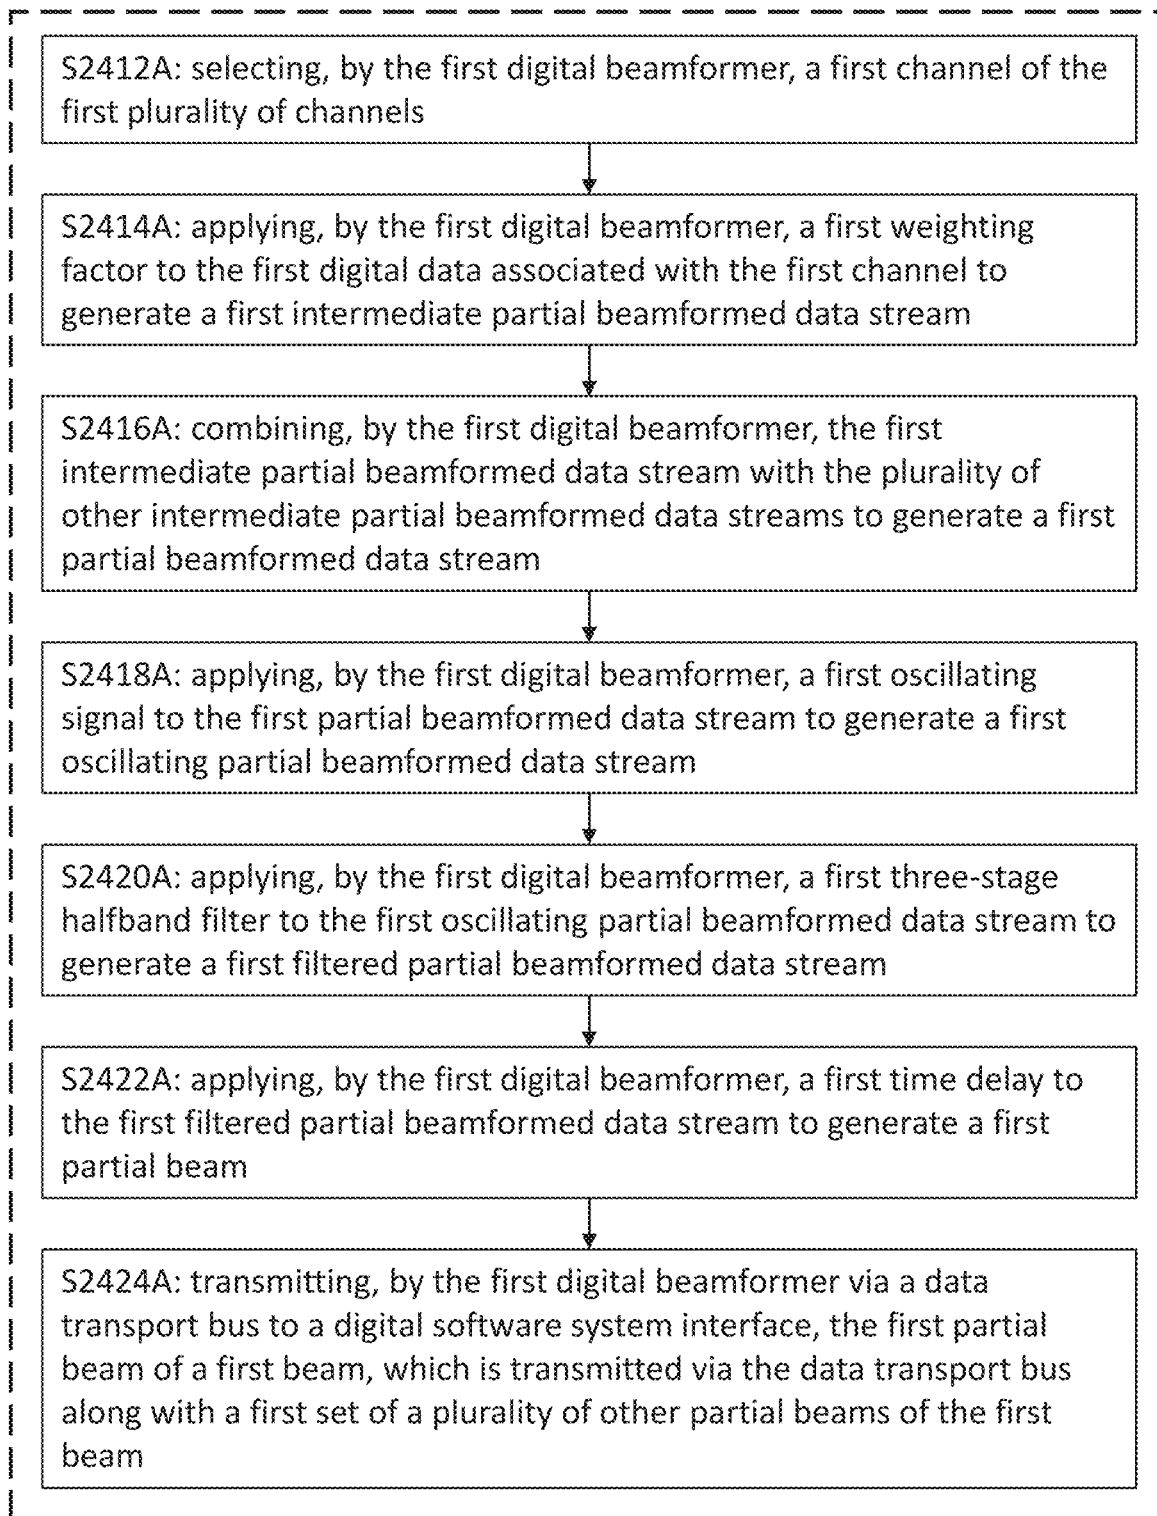 S2412A: selecting, by the first digital beamformer, a first channel of the
first plurality of channels
S2414A: applying, by the first digital beamformer, a first weighting
factor to the first digital data associated with the first channel to
generate a first intermediate partial beamformed data stream
S2416A: combining, by the first digital beamformer, the first
intermediate partial beamformed data stream with the plurality of
other intermediate partial beamformed data streams to generate a first
partial beamformed data stream
S2418A: applying, by the first digital beamformer, a first oscillating
signal to the first partial beamformed data stream to generate a first
oscillating partial beamformed data stream
S2420A: applying, by the first digital beamformer, a first three-stage
halfband filter to the first oscillating partial beamformed data stream to
generate a first filtered partial beamformed data stream
S2422A: applying, by the first digital beamformer, a first time delay to
the first filtered partial beamformed data stream to generate a first
partial beam
S2424A: transmitting, by the first digital beamformer via a data
transport bus to a digital software system interface, the first partial
beam of a first beam, which is transmitted via the data transport bus
along with a first set of a plurality of other partial beams of the first
beam